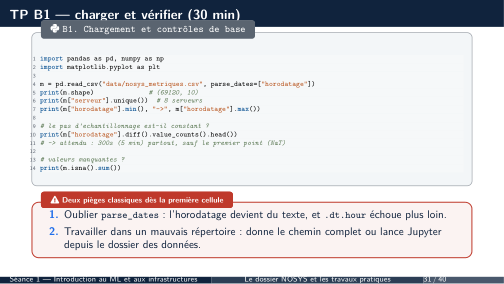 TP B1 — charger et vérifier (30 min)
B1. Chargement et contrôles de base
1 import pandas as pd, numpy as np
2 import matplotlib.pyplot as plt
3
4 m = pd.read_csv("data/nosys_metriques.csv", parse_dates=["horodatage"])
5 print(m.shape) # (69120, 10)
6 print(m["serveur"].unique()) # 8 serveurs
7 print(m["horodatage"].min(), "->", m["horodatage"].max())
8
9 # le pas d'echantillonnage est-il constant ?
10 print(m["horodatage"].diff().value_counts().head())
11 # -> attendu : 300s (5 min) partout, sauf le premier point (NaT)
12
13 # valeurs manquantes ?
14 print(m.isna().sum())
Deux pièges classiques dès la première cellule
1. Oublier parse_dates : l'horodatage devient du texte, et .dt.hour échoue plus loin.
2. Travailler dans un mauvais répertoire : donne le chemin complet ou lance Jupyter
depuis le dossier des données.
Séance 1 — Introduction au ML et aux infrastructures Le dossier NOSYS et les travaux pratiques 31 / 40